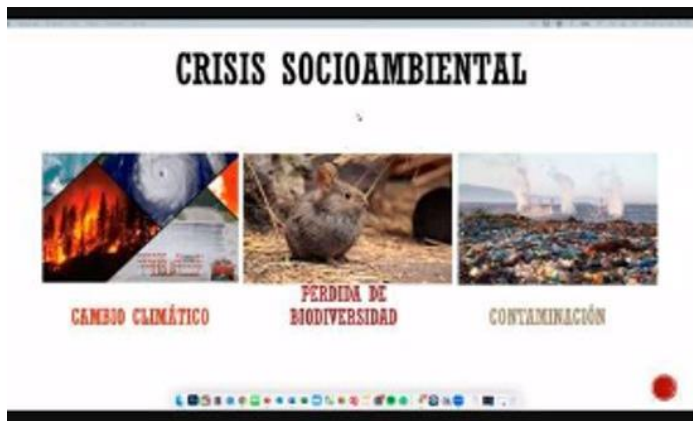 CRISIS SOCIOAMBIENTAL
CAMBIO CLIMÁTICO
PERDIDA DE
BIODIVERSIDAD
CONTAMINACIÓN